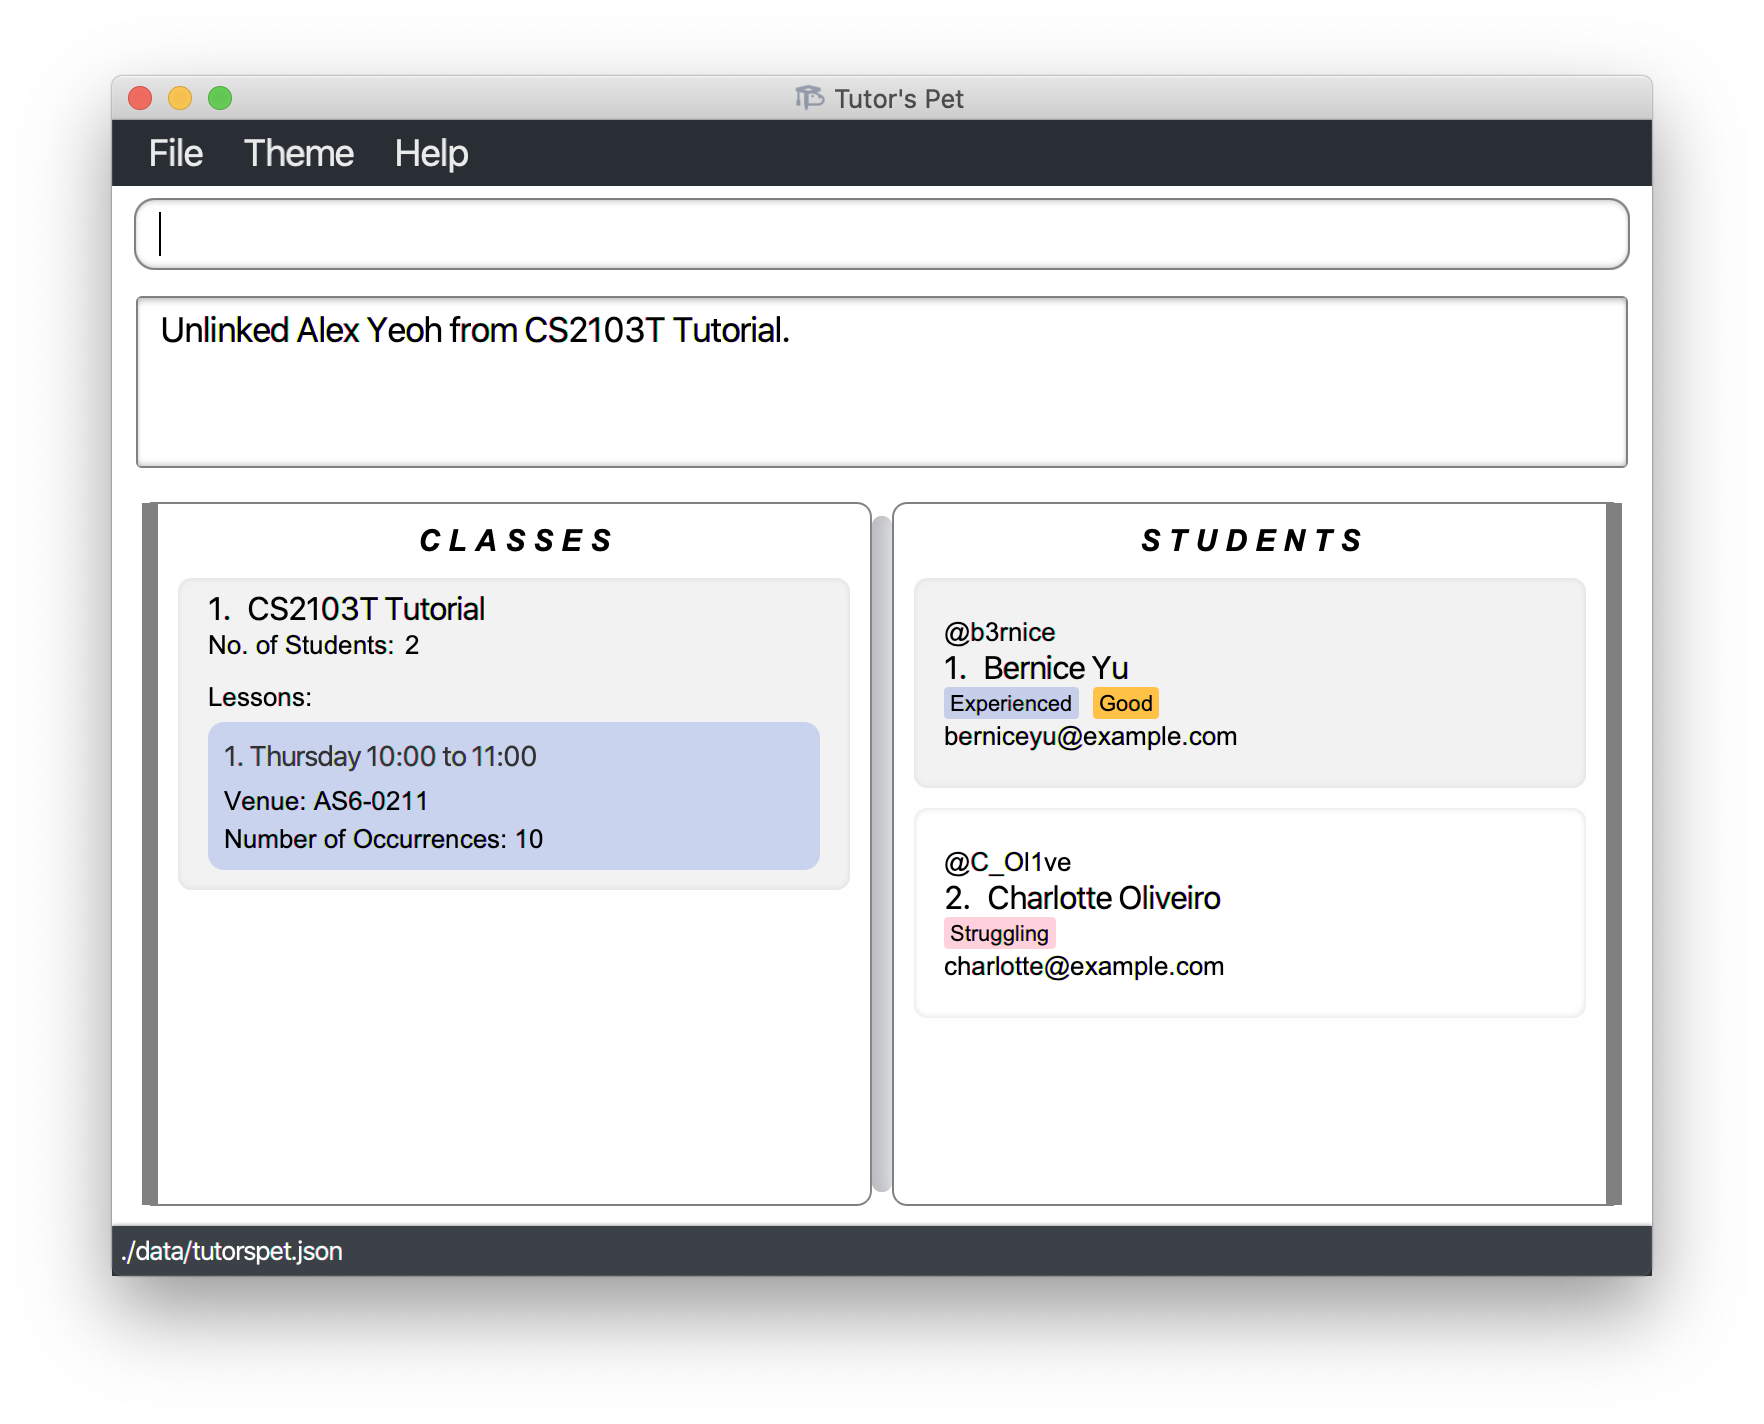 Tutor's Pet
File Theme Help
Unlinked Alex Yeoh from CS2103T Tutorial.
CLASSES
1. CS2103T Tutorial
No. of Students: 2
Lessons:
1. Thursday 10:00 to 11:00
Venue: AS6-0211
Number of Occurrences: 10
STUDENTS
@b3rnice
1. Bernice Yu
Experienced Good
berniceyu@example.com
@C_Ol1ve
2. Charlotte Oliveiro
Struggling
charlotte@example.com
./data/tutorspet.json